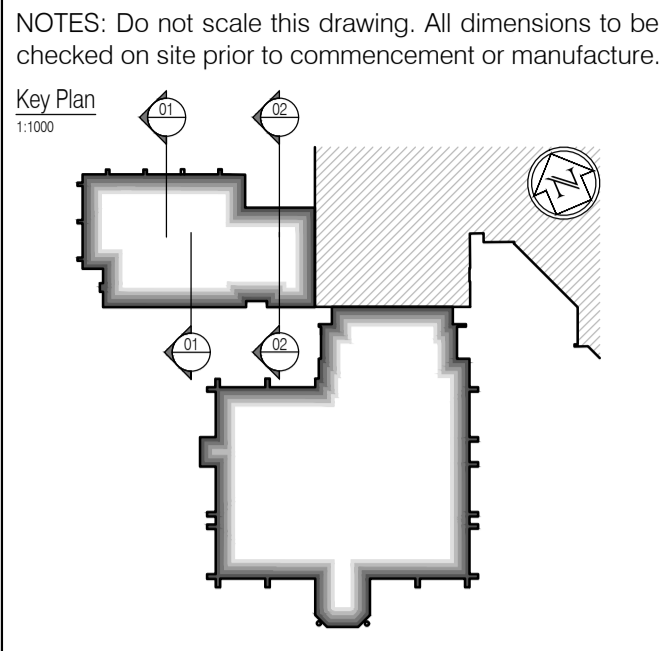 NOTES: Do not scale this drawing. All dimensions to be
checked on site prior to commencement or manufacture.
Key Plan
1:1000
01
02
N
01
02